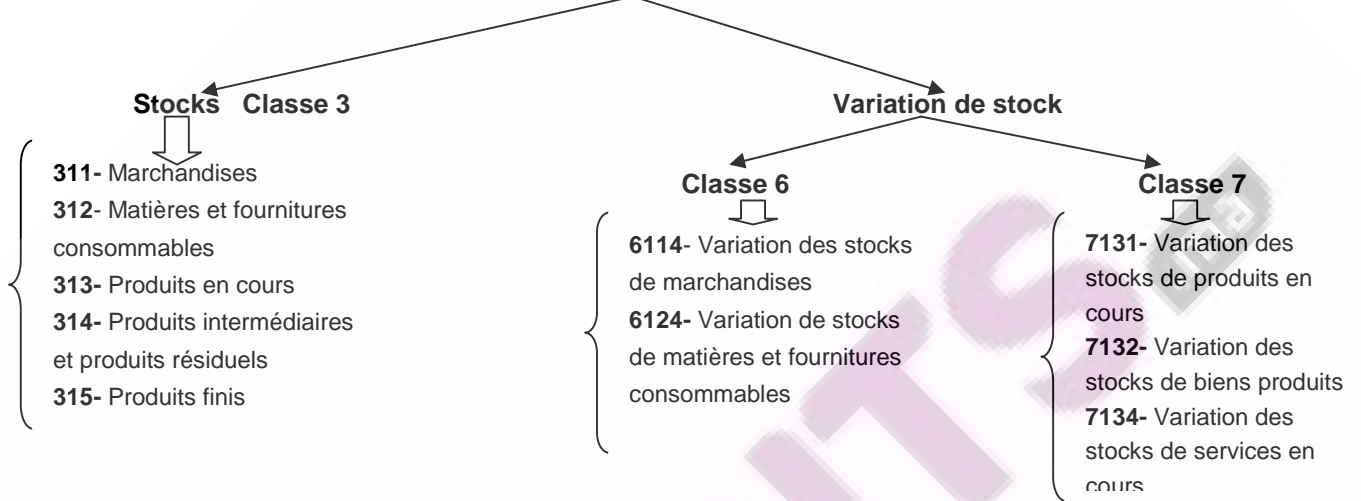 Stocks Classe 3
311- Marchandises
312- Matières et fournitures
consommables
313- Produits en cours
314- Produits intermédiaires
et produits résiduels
315- Produits finis
Variation de stock
Classe 6
6114- Variation des stocks
de marchandises
6124- Variation de stocks
de matières et fournitures
consommables
Classe 7
7131- Variation des
stocks de produits en
cours
7132- Variation des
stocks de biens produits
7134- Variation des
stocks de services en
cours